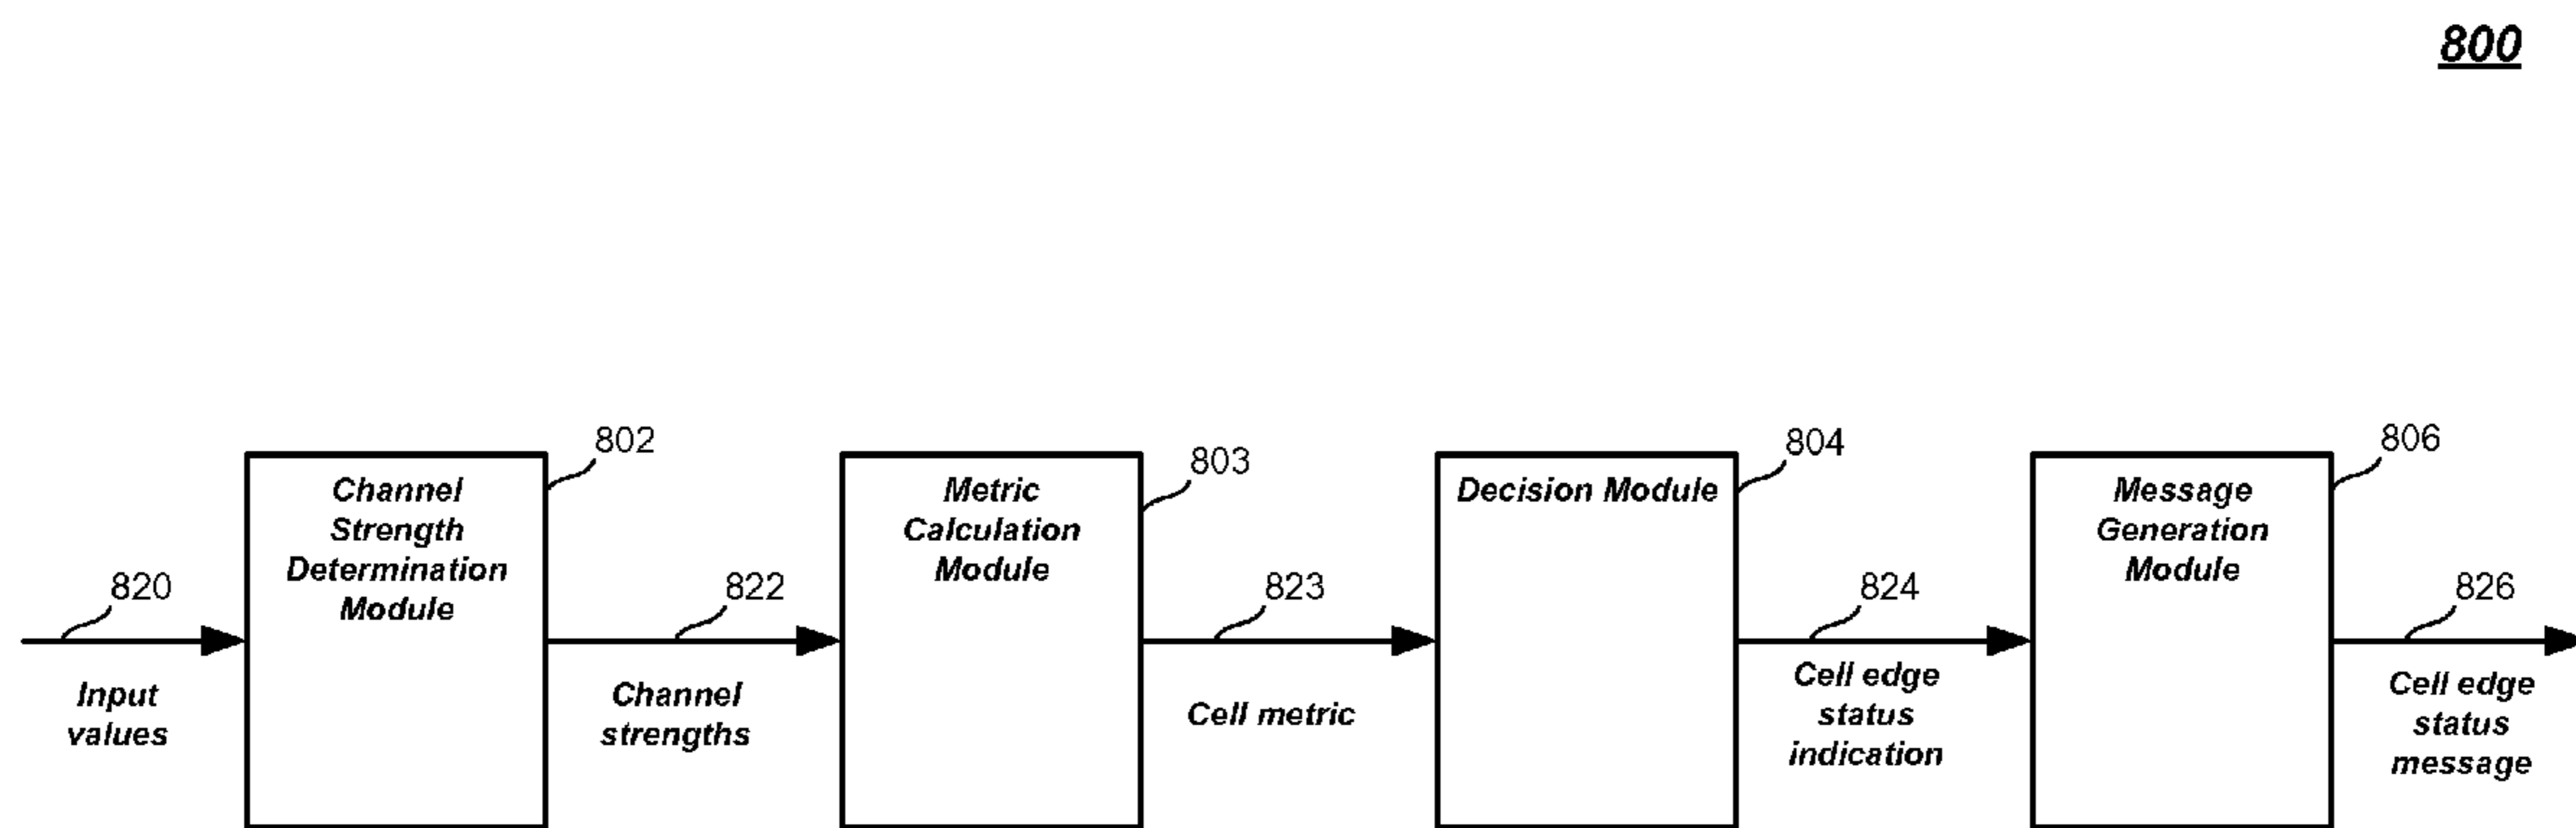 800
802
Channel
Strength
Determination
Module
803
Metric
Calculation
Module
804
Decision Module
806
Message
Generation
Module
820
Input
values
822
Channel
strengths
823
Cell metric
824
Cell edge
status
indication
826
Cell edge
status
message